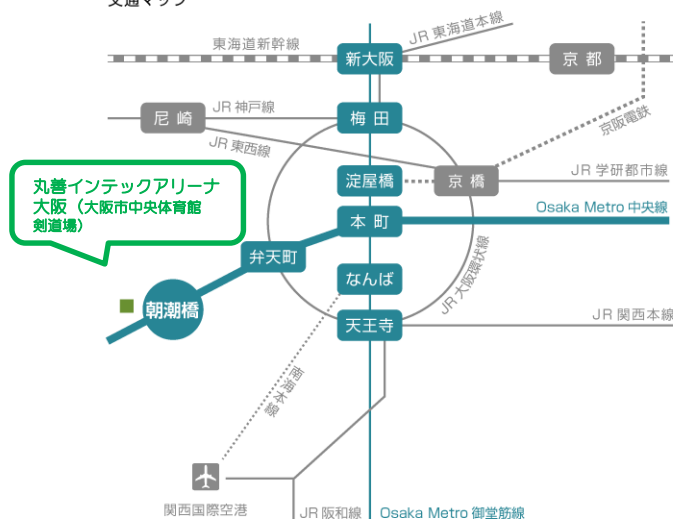 交通マップ
JR 東海道本線
東海道新幹線
新大阪
京都
JR 神戸線
尼崎
梅田
京阪電鉄
JR 東西線
丸善インテックアリーナ
大阪（大阪市中央体育館
剣道場）
淀屋橋
京橋
JR 学研都市線
Osaka Metro 中央線
本町
弁天町
JR 大阪環状線
なんば
朝潮橋
天王寺
JR 関西本線
南海本線
関西国際空港
JR 阪和線
Osaka Metro 御堂筋線